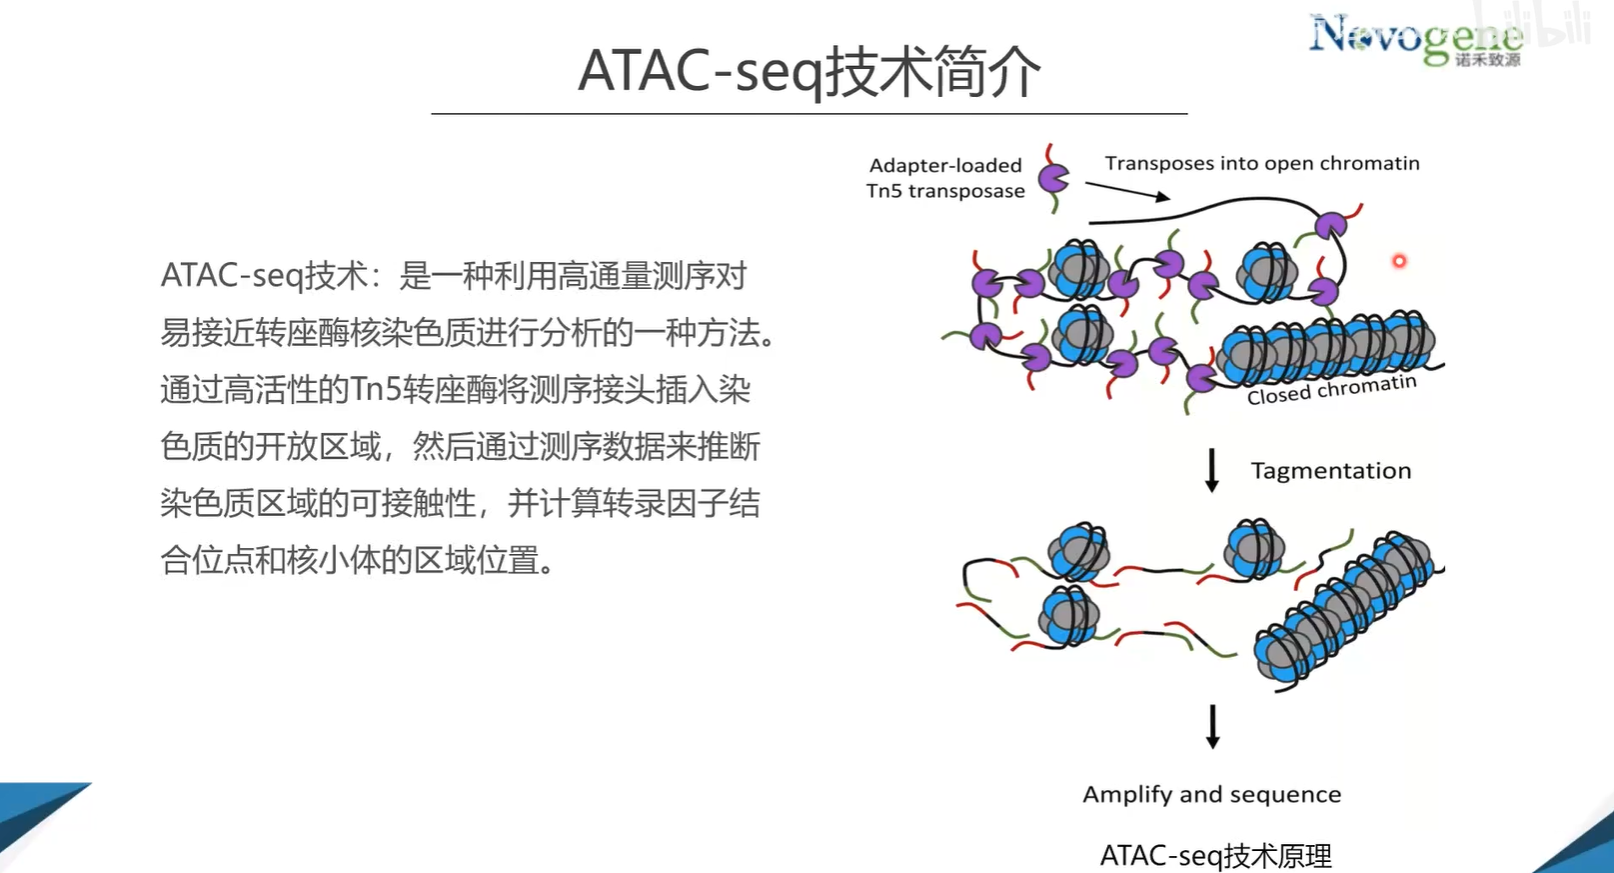 ATAC-seq技术简介
Novogene
诺禾致源
bilibili
ATAC-seq技术：是一种利用高通量测序对
易接近转座酶核染色质进行分析的一种方法。
通过高活性的Tn5转座酶将测序接头插入染
色质的开放区域，然后通过测序数据来推断
染色质区域的可接触性，并计算转录因子结
合位点和核小体的区域位置。
Adapter-loaded
Tn5 transposase
Transposes into open chromatin
Closed chromatin
Tagmentation
Amplify and sequence
ATAC-seq技术原理